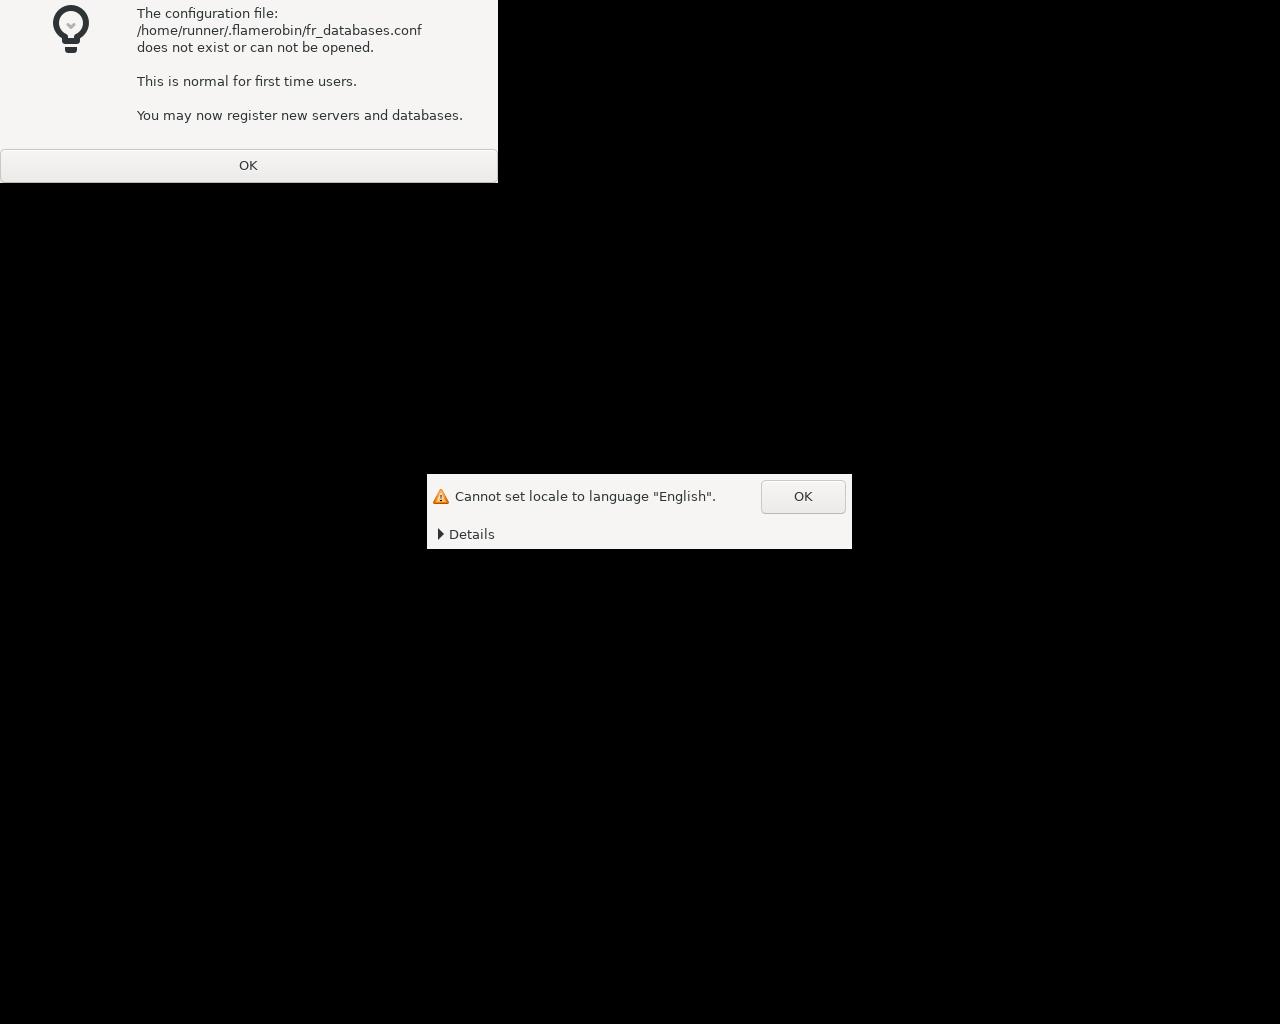 The configuration file:
/home/runner/.flamerobin/fr_databases.conf
does not exist or can not be opened.
This is normal for first time users.
You may now register new servers and databases.
OK
Cannot set locale to language "English".
OK
Details